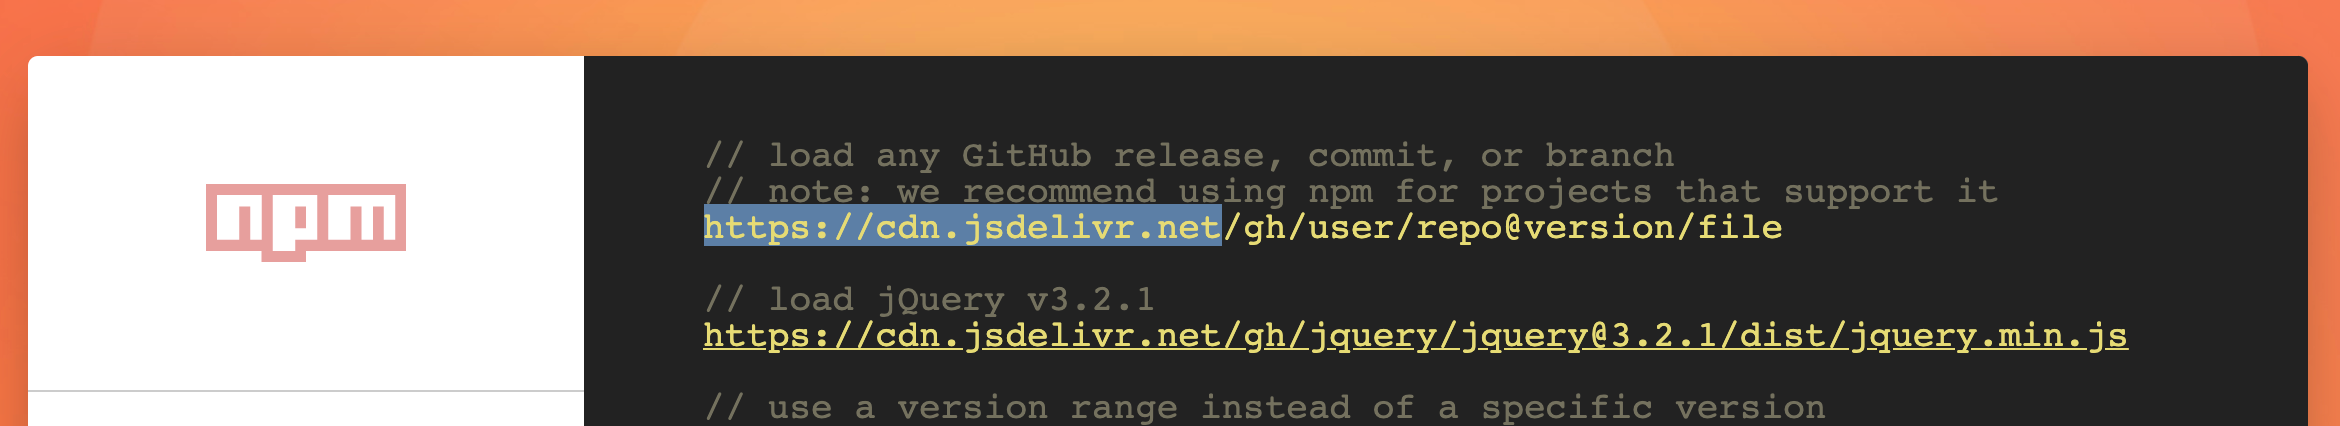 npm
// load any GitHub release, commit, or branch
// note: we recommend using npm for projects that support it
https://cdn.jsdelivr.net/gh/user/repo@version/file
// load jQuery v3.2.1
https://cdn.jsdelivr.net/gh/jquery/jquery@3.2.1/dist/jquery.min.js
// use a version range instead of a specific version